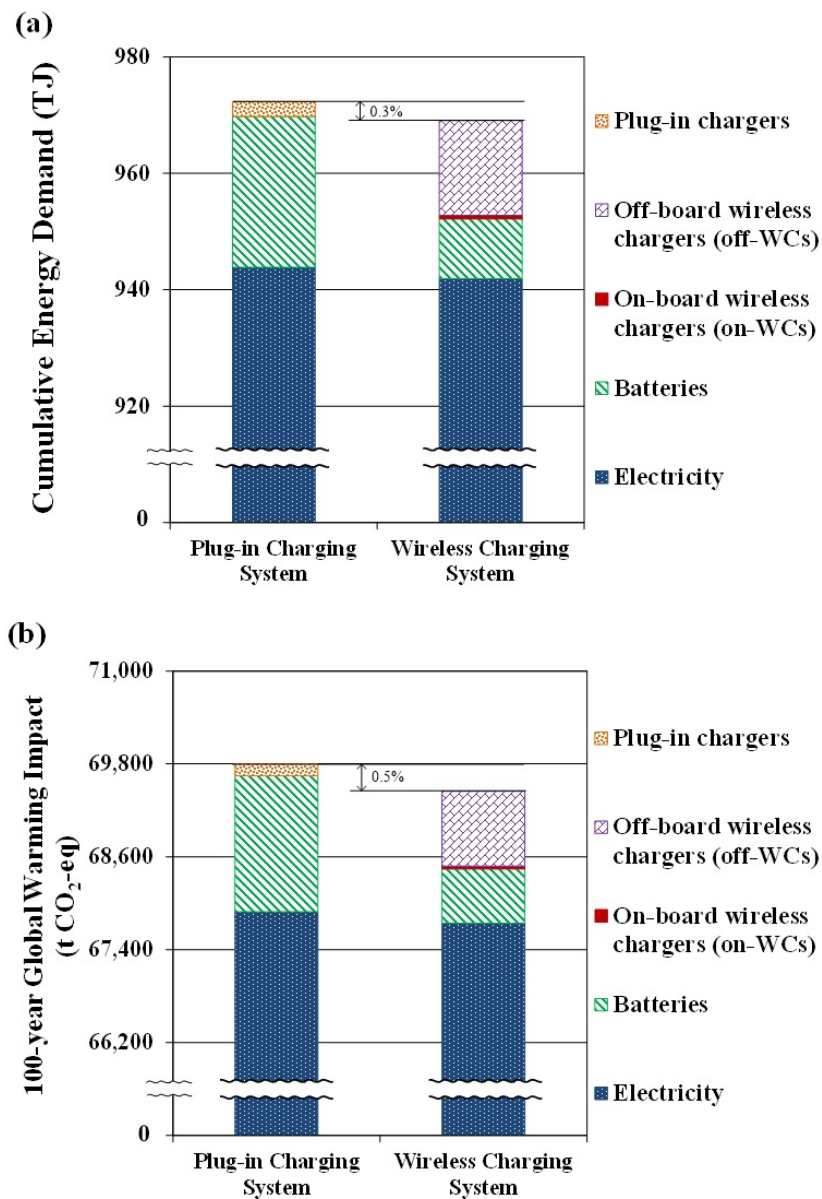 (a)
Cumulative Energy Demand (TJ)
980
960
940
920
0
0.3%
Plug-in Charging
System
Wireless Charging
System
Plug-in chargers
Off-board wireless
chargers (off-WCs)
On-board wireless
chargers (on-WCs)
Batteries
Electricity
(b)
100-year Global Warming Impact
(t CO₂-eq)
71,000
69,800
68,600
67,400
66,200
0
0.5%
Plug-in Charging
System
Wireless Charging
System
Plug-in chargers
Off-board wireless
chargers (off-WCs)
On-board wireless
chargers (on-WCs)
Batteries
Electricity